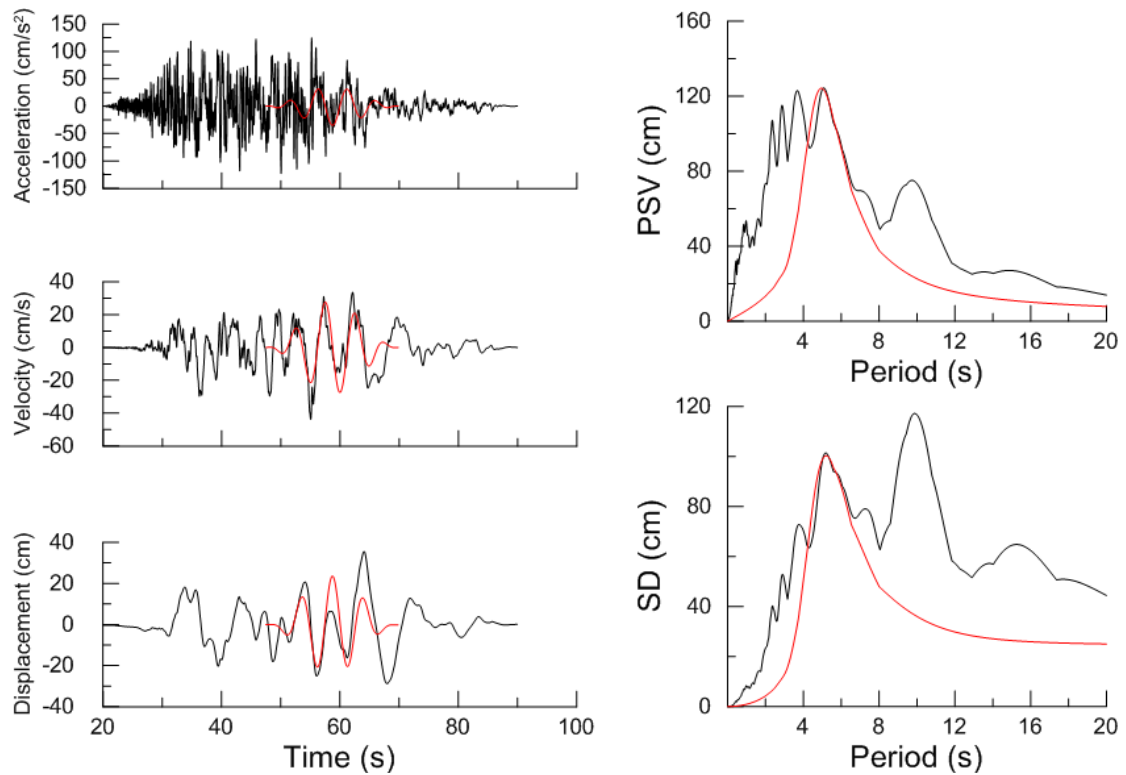 Acceleration (cm/s²)
150
100
50
0
-50
-100
-150
Velocity (cm/s)
40
20
0
-20
-40
-60
Displacement (cm)
40
20
0
-20
-40
20 40 60 80 100
Time (s)
PSV (cm)
160
120
80
40
0
4 8 12 16 20
Period (s)
SD (cm)
120
80
40
0
4 8 12 16 20
Period (s)